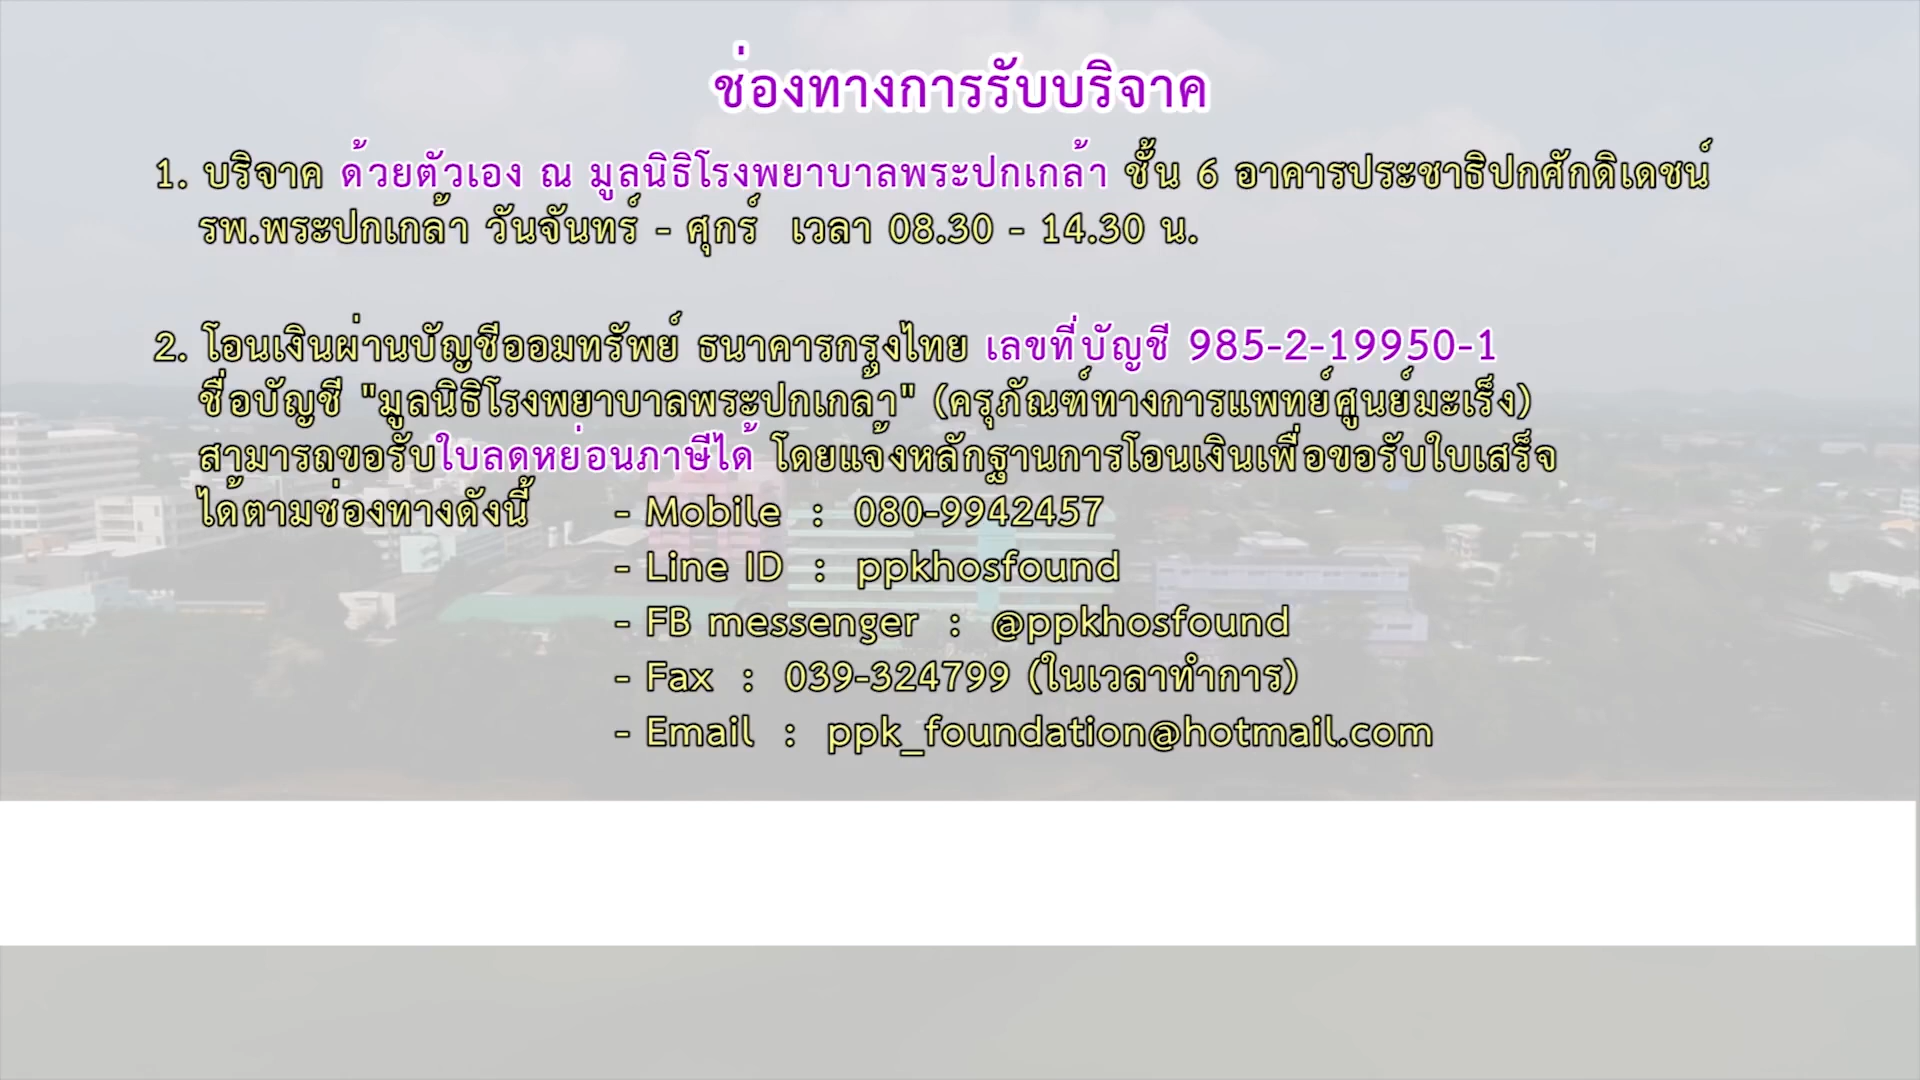 ช่องทางการรับบริจาค
1. บริจาค ด้วยตัวเอง ณ มูลนิธิโรงพยาบาลพระปกเกล้า ชั้น 6 อาคารประชาธิปกศักดิเดชน์
รพ.พระปกเกล้า วันจันทร์ - ศุกร์ เวลา 08.30 - 14.30 น.
2. โอนเงินผ่านบัญชีออมทรัพย์ ธนาคารกรุงไทย เลขที่บัญชี 985-2-19950-1
ชื่อบัญชี "มูลนิธิโรงพยาบาลพระปกเกล้า" (ครุภัณฑ์ทางการแพทย์ศูนย์มะเร็ง)
สามารถขอรับใบลดหย่อนภาษีได้ โดยแจ้งหลักฐานการโอนเงินเพื่อขอรับใบเสร็จ
ได้ตามช่องทางดังนี้ - Mobile : 080-9942457
- Line ID : ppkhosfound
- FB messenger : @ppkhosfound
- Fax : 039-324799 (ในเวลาทำการ)
- Email : ppk_foundation@hotmail.com